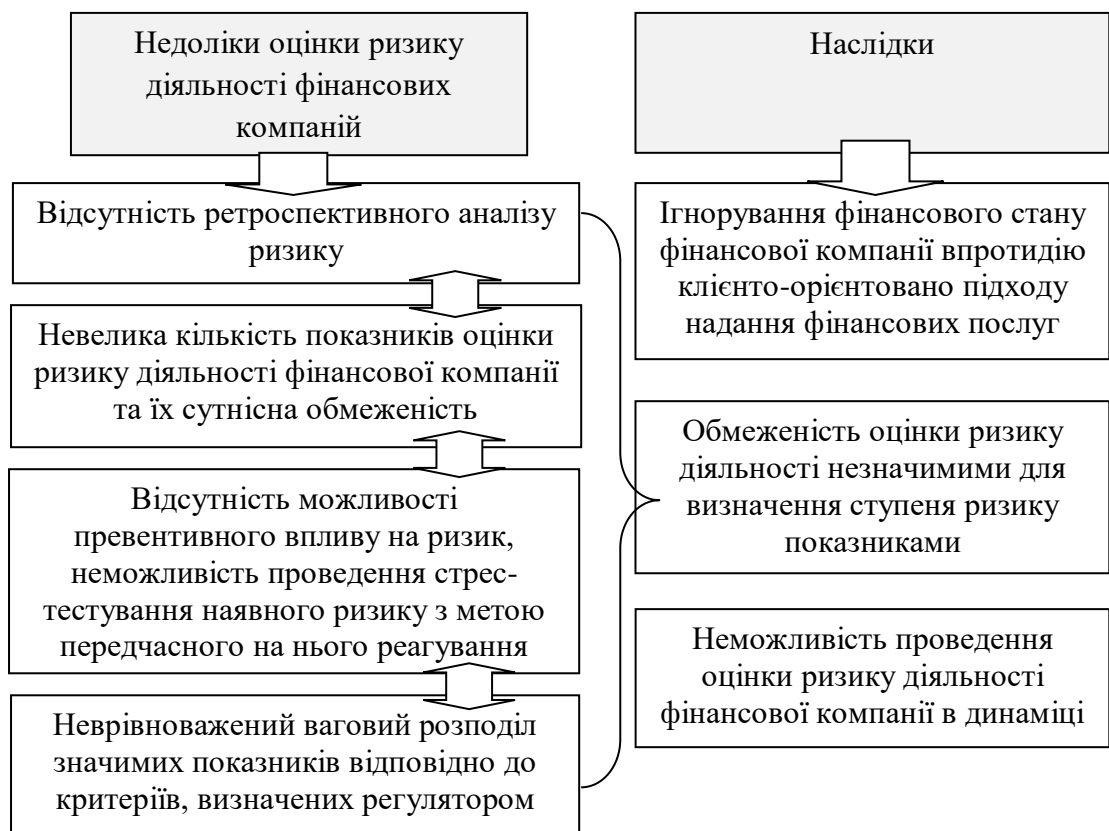 Недоліки оцінки ризику
діяльності фінансових
компаній
Відсутність ретроспективного аналізу
ризику
Невелика кількість показників оцінки
ризику діяльності фінансової компанії
та їх сутнісна обмеженість
Відсутність можливості
превентивного впливу на ризик,
неможливість проведення стрес-
тестування наявного ризику з метою
передчасного на нього реагування
Неврівноважений ваговий розподіл
значимих показників відповідно до
критеріїв, визначених регулятором
Наслідки
Ігнорування фінансового стану
фінансової компанії впротидію
клієнто-орієнтовано підходу
надання фінансових послуг
Обмеженість оцінки ризику
діяльності незначимими для
визначення ступеня ризику
показниками
Неможливість проведення
оцінки ризику діяльності
фінансової компанії в динаміці